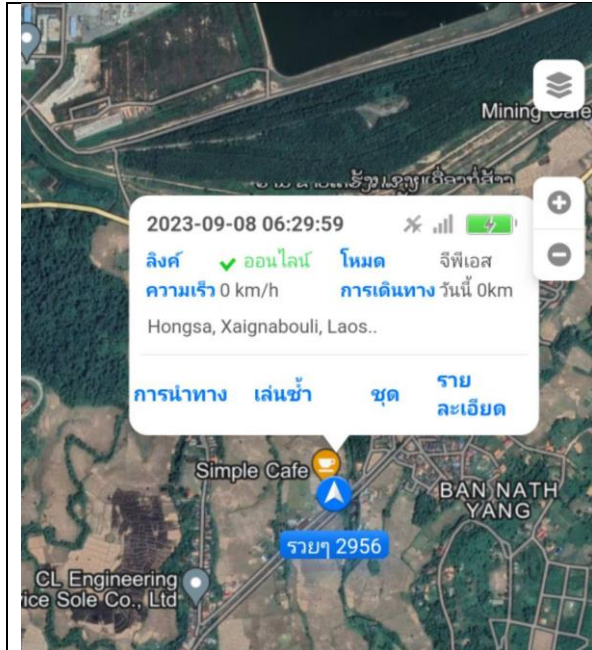 Mining Cafe
2023-09-08 06:29:59
ลิงค์ ออนไลน์ โหมด จีพีเอส
ความเร็ว 0 km/h การเดินทาง วันนี้ 0km
Hongsa, Xaignabouli, Laos..
การนำทาง เล่นซ้ำ ชุด ราย
ละเอียด
Simple Cafe
BAN NATH
YANG
รวยๆ 2956
CL Engineering
ice Sole Co., Ltd